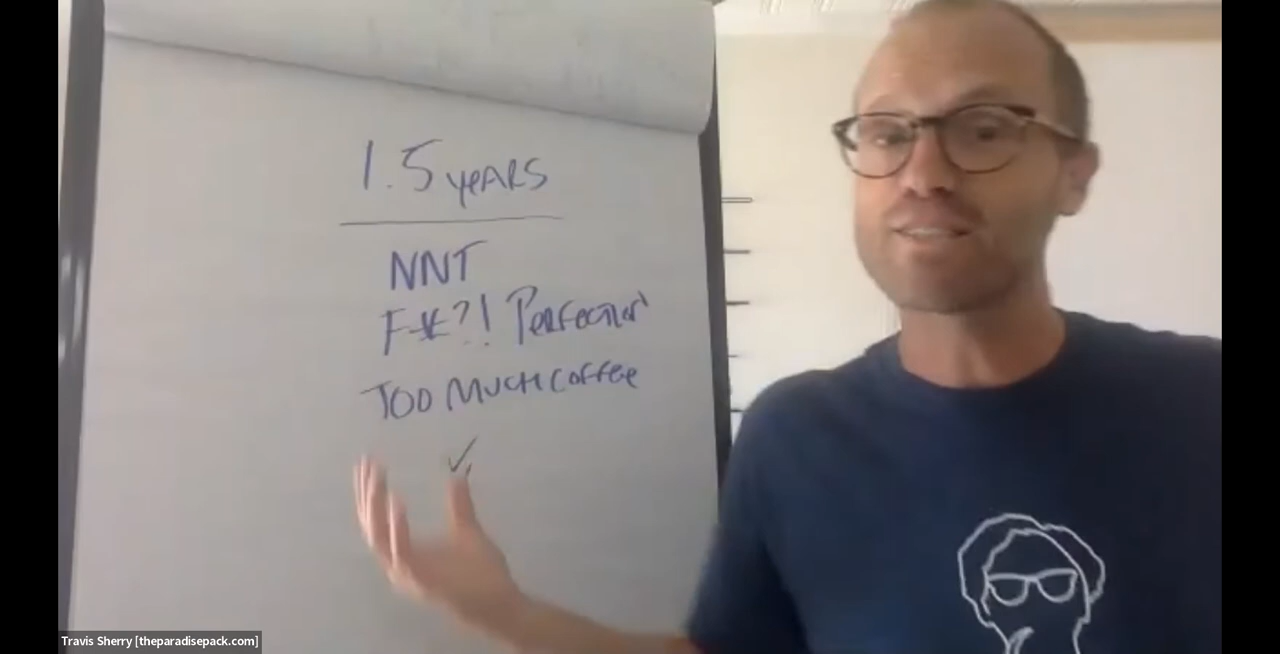 1.5 years
NNT
F*?! Perfection
Too Much Coffee
Travis Sherry [theparadisepack.com]